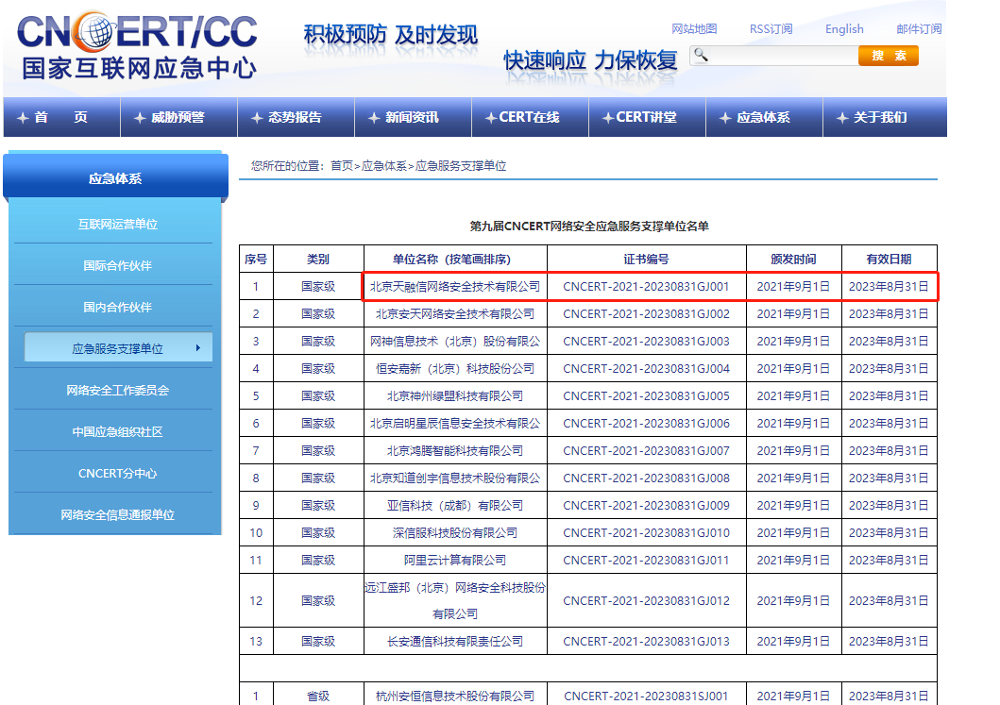 CNCERT/CC
国家互联网应急中心
积极预防 及时发现
快速响应 力保恢复
网站地图 RSS订阅 English 邮件订阅
搜 索
首 页 威胁预警 态势报告 新闻资讯 CERT在线 CERT讲堂 应急体系 关于我们
应急体系
互联网运营单位
国际合作伙伴
国内合作伙伴
应急服务支撑单位
网络安全工作委员会
中国应急组织社区
CNCERT分中心
网络安全信息通报单位
您所在的位置：首页>应急体系>应急服务支撑单位
第九届CNCERT网络安全应急服务支撑单位名单
序号 类别 单位名称（按笔画排序） 证书编号 颁发时间 有效日期
1 国家级 北京天融信网络安全技术有限公司 CNCERT-2021-20230831GJ001 2021年9月1日 2023年8月31日
2 国家级 北京安天网络安全技术有限公司 CNCERT-2021-20230831GJ002 2021年9月1日 2023年8月31日
3 国家级 网神信息技术（北京）股份有限公 CNCERT-2021-20230831GJ003 2021年9月1日 2023年8月31日
4 国家级 恒安嘉新（北京）科技股份公司 CNCERT-2021-20230831GJ004 2021年9月1日 2023年8月31日
5 国家级 北京神州绿盟科技有限公司 CNCERT-2021-20230831GJ005 2021年9月1日 2023年8月31日
6 国家级 北京启明星辰信息安全技术有限公 CNCERT-2021-20230831GJ006 2021年9月1日 2023年8月31日
7 国家级 北京鸿腾智能科技有限公司 CNCERT-2021-20230831GJ007 2021年9月1日 2023年8月31日
8 国家级 北京知道创宇信息技术股份有限公 CNCERT-2021-20230831GJ008 2021年9月1日 2023年8月31日
9 国家级 亚信科技（成都）有限公司 CNCERT-2021-20230831GJ009 2021年9月1日 2023年8月31日
10 国家级 深信服科技股份有限公司 CNCERT-2021-20230831GJ010 2021年9月1日 2023年8月31日
11 国家级 阿里云计算有限公司 CNCERT-2021-20230831GJ011 2021年9月1日 2023年8月31日
12 国家级 远江盛邦（北京）网络安全科技股份 CNCERT-2021-20230831GJ012 2021年9月1日 2023年8月31日
有限公司
13 国家级 长安通信科技有限责任公司 CNCERT-2021-20230831GJ013 2021年9月1日 2023年8月31日
1 省级 杭州安恒信息技术股份有限公司 CNCERT-2021-20230831SJ001 2021年9月1日 2023年8月31日